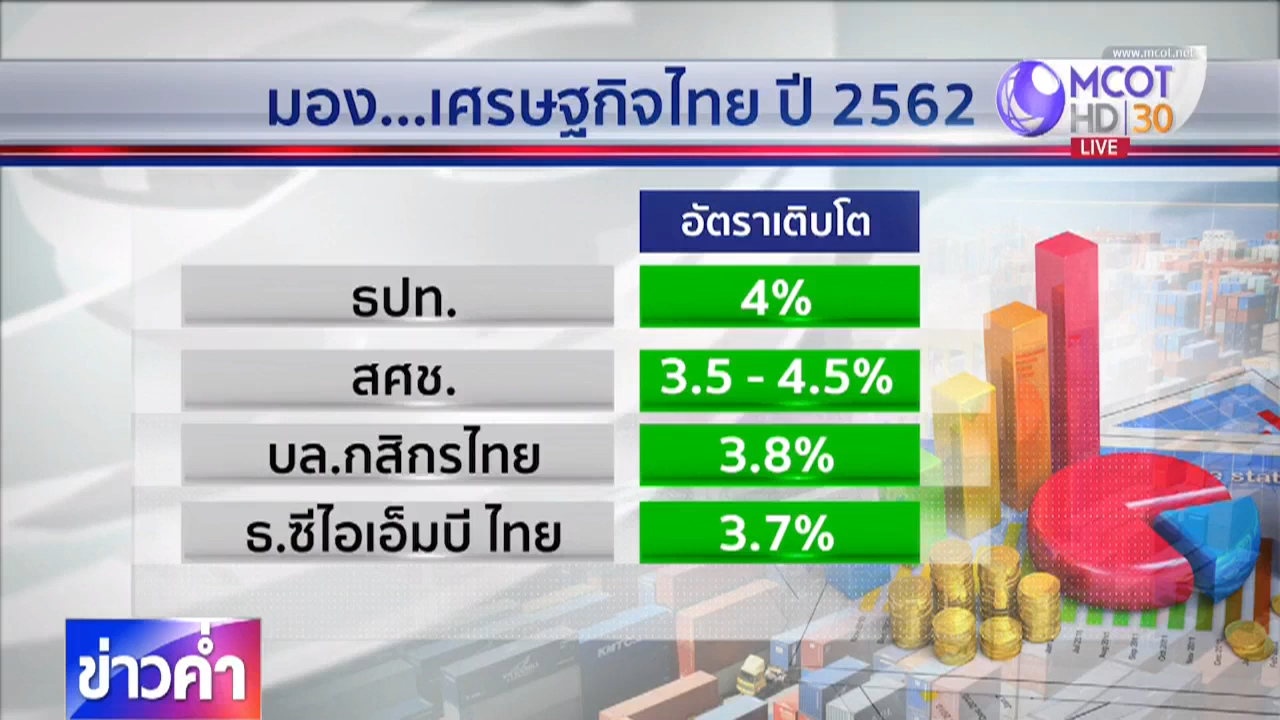 www.mcot.net
มอง...เศรษฐกิจไทย ปี 2562
MCOT
HD 30
LIVE
อัตราเติบโต
ธปท. 4%
สศช. 3.5 - 4.5%
บล.กสิกรไทย 3.8%
ธ.ซีไอเอ็มบี ไทย 3.7%
ข่าวค่ำ